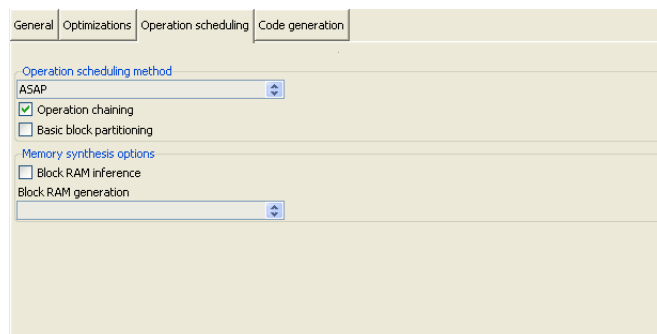 General Optimizations Operation scheduling Code generation
Operation scheduling method
ASAP
Operation chaining
Basic block partitioning
Memory synthesis options
Block RAM inference
Block RAM generation